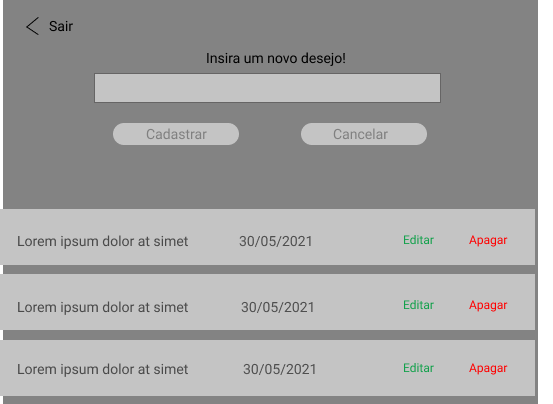 Sair
Insira um novo desejo!
Cadastrar Cancelar
Lorem ipsum dolor at simet 30/05/2021 Editar Apagar
Lorem ipsum dolor at simet 30/05/2021 Editar Apagar
Lorem ipsum dolor at simet 30/05/2021 Editar Apagar